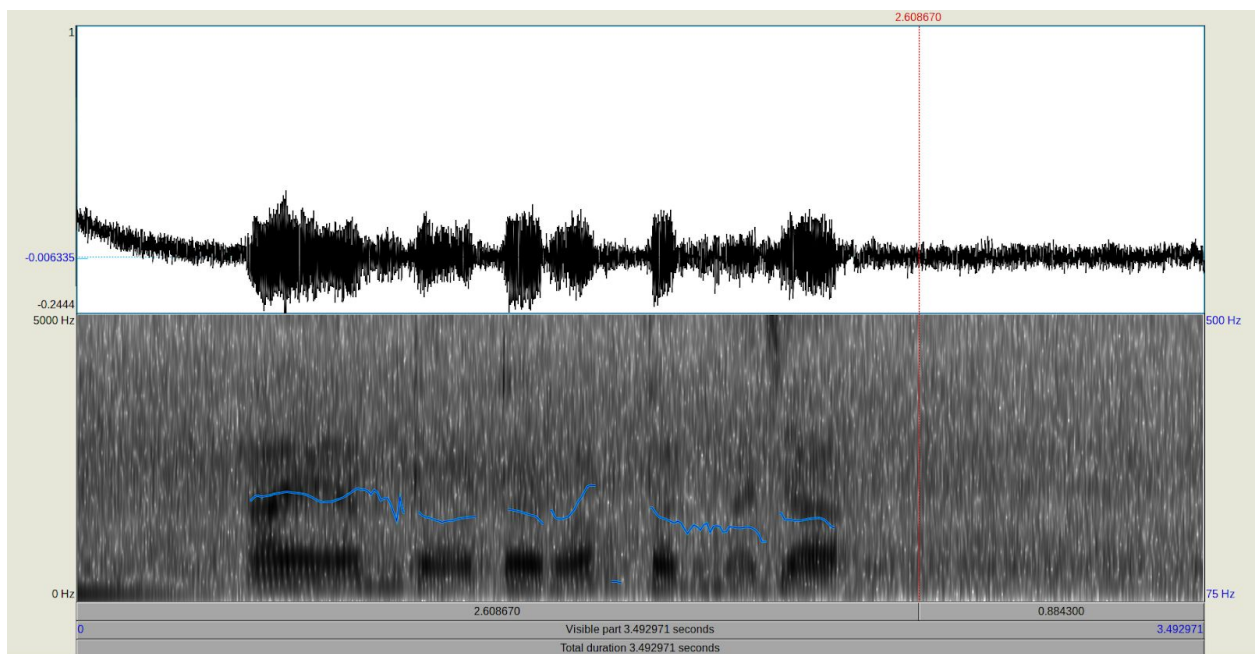 2.608670
1
-0.006335
-0.2444
5000 Hz
500 Hz
0 Hz
75 Hz
2.608670 0.884300
0 Visible part 3.492971 seconds 3.492971
Total duration 3.492971 seconds